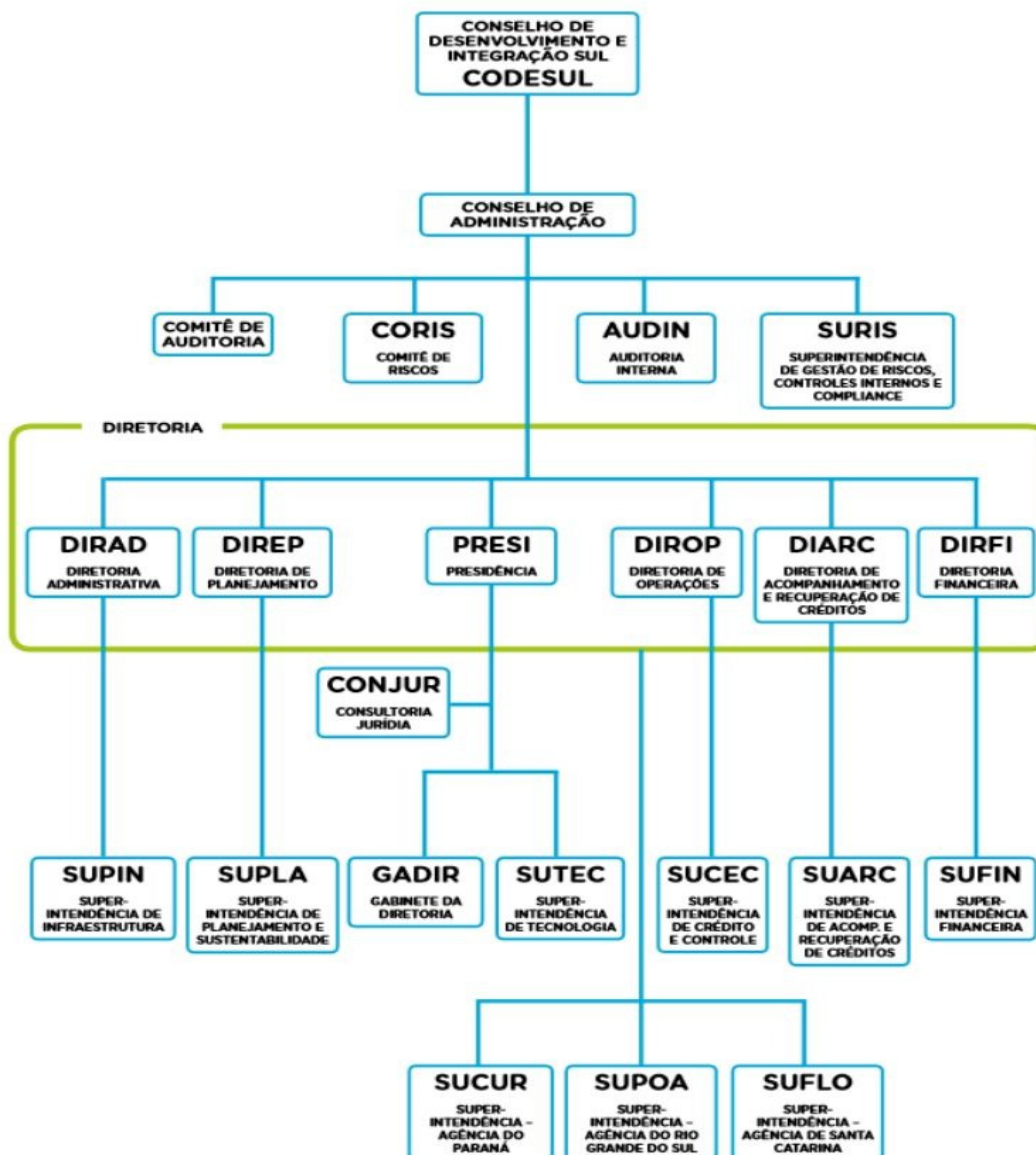 CONSELHO DE
DESENVOLVIMENTO E
INTEGRAÇÃO SUL
CODESUL
CONSELHO DE
ADMINISTRAÇÃO
COMITÊ DE
AUDITORIA
CORIS
COMITÊ DE
RISCOS
AUDIN
AUDITORIA
INTERNA
SURIS
SUPERINTENDÊNCIA
DE GESTÃO DE RISCOS,
CONTROLES INTERNOS E
COMPLIANCE
DIRETORIA
DIRAD
DIRETORIA
ADMINISTRATIVA
DIREP
DIRETORIA DE
PLANEJAMENTO
PRESI
PRESIDÊNCIA
DIROP
DIRETORIA DE
OPERAÇÕES
DIARC
DIRETORIA DE
ACOMPANHAMENTO
E RECUPERAÇÃO DE
CRÉDITOS
DIRFI
DIRETORIA
FINANCEIRA
CONJUR
CONSULTORIA
JURÍDIA
SUPIN
SUPER-
INTENDÊNCIA DE
INFRAESTRUTURA
SUPLA
SUPER-
INTENDÊNCIA DE
PLANEJAMENTO E
SUSTENTABILIDADE
GADIR
GABINETE DA
DIRETORIA
SUTEC
SUPER-
INTENDÊNCIA
DE TECNOLOGIA
SUCEC
SUPER-
INTENDÊNCIA
DE CRÉDITO
E CONTROLE
SUARC
SUPER-
INTENDÊNCIA
DE ACOMP. E
RECUPERAÇÃO
DE CRÉDITOS
SUFIN
SUPER-
INTENDÊNCIA
FINANCEIRA
SUCUR
SUPER-
INTENDÊNCIA –
AGÊNCIA DO
PARANÁ
SUPOA
SUPER-
INTENDÊNCIA –
AGÊNCIA DO RIO
GRANDE DO SUL
SUFLO
SUPER-
INTENDÊNCIA –
AGÊNCIA DE SANTA
CATARINA